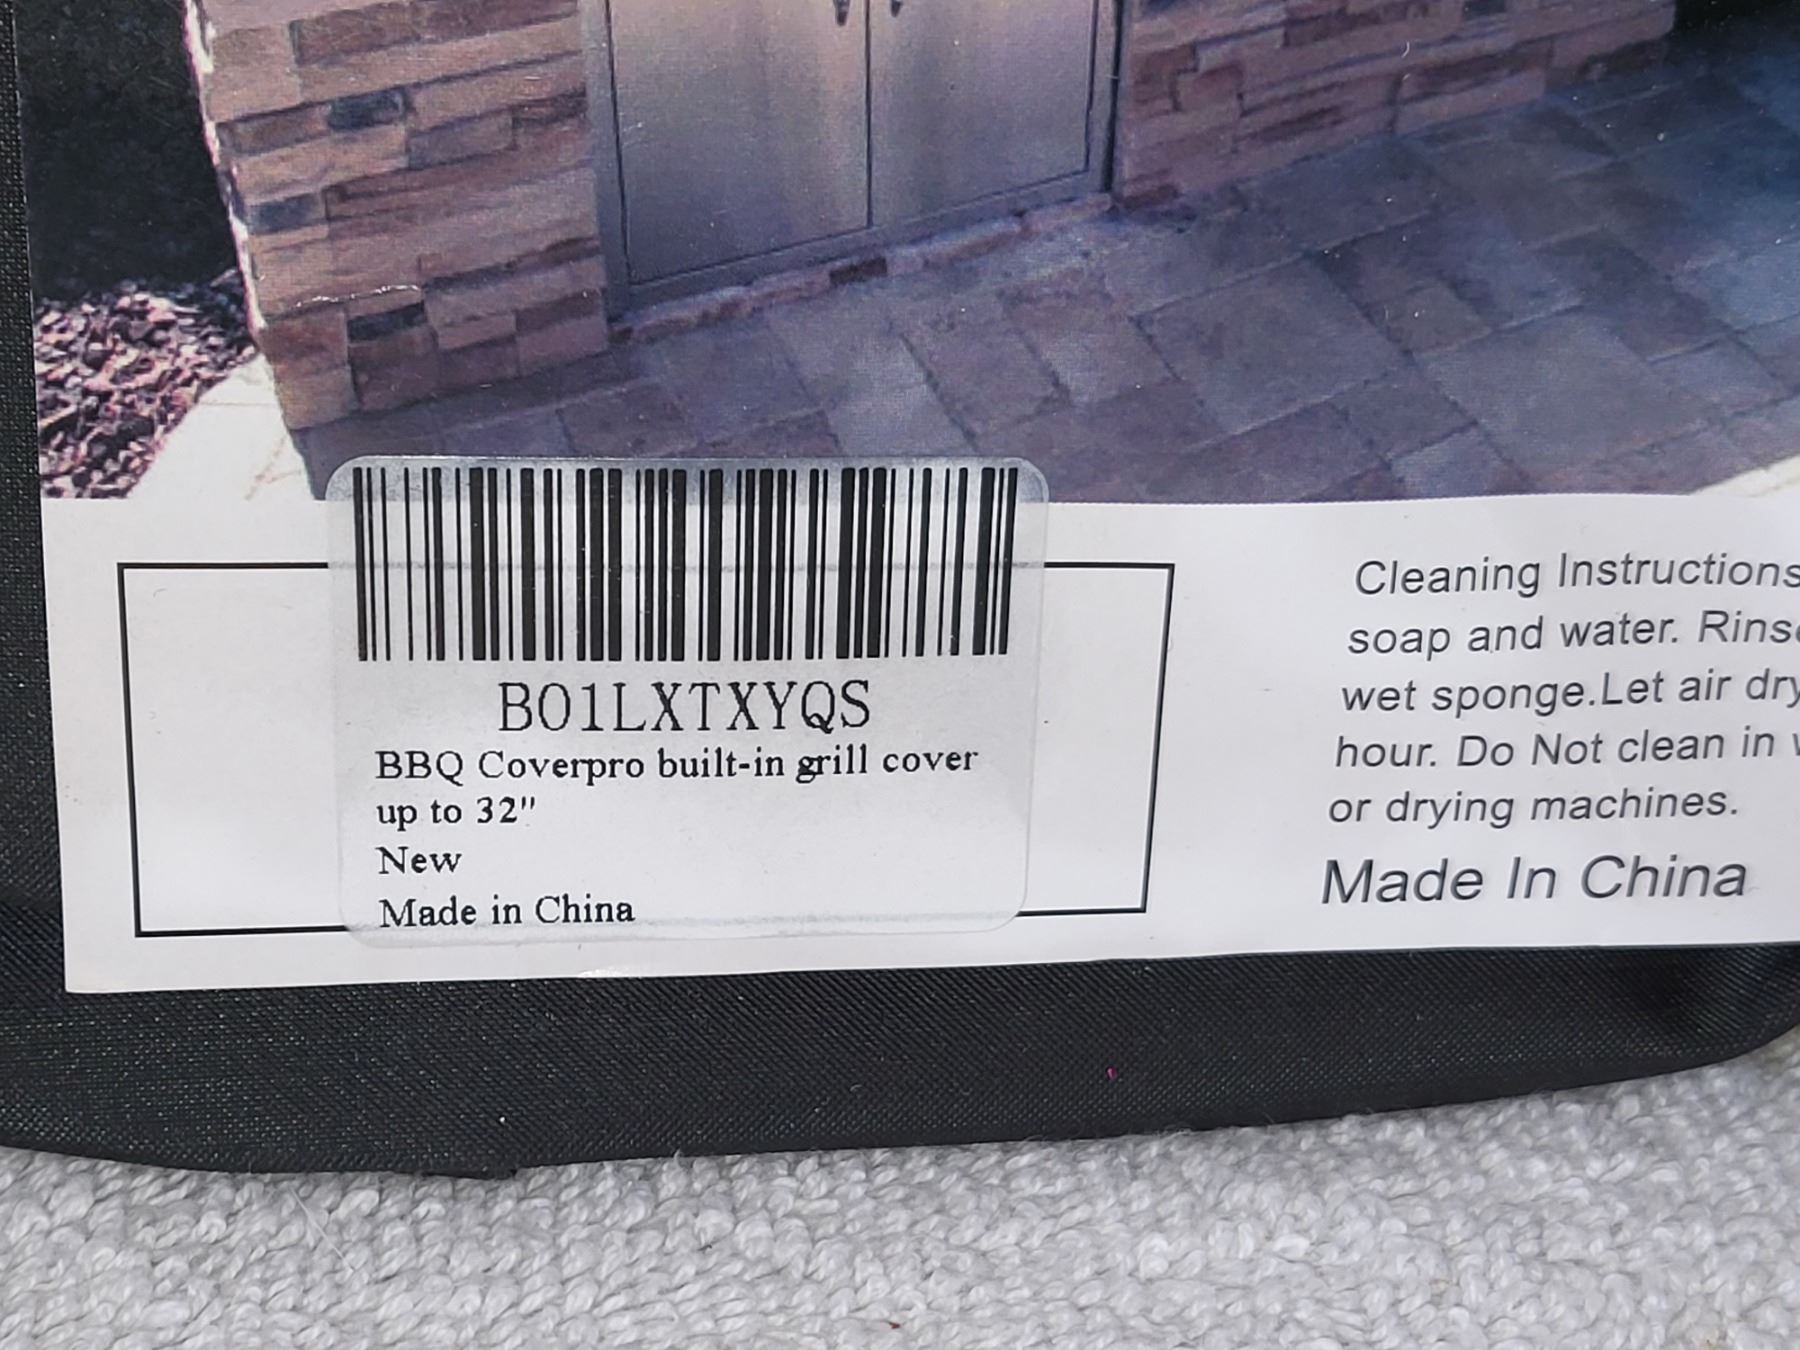 B01LXTXYQS
BBQ Coverpro built-in grill cover
up to 32"
New
Made in China
Cleaning Instructions
soap and water. Rinse
wet sponge.Let air dry
hour. Do Not clean in
or drying machines.
Made In China